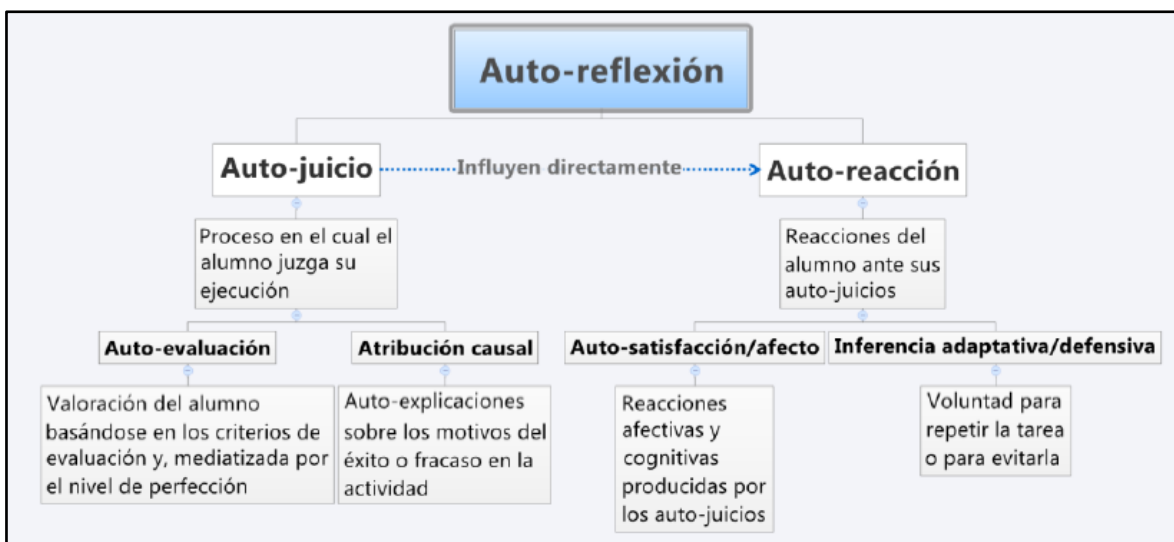 Auto-reflexión
Auto-juicio
Influyen directamente
Auto-reacción
Proceso en el cual el
alumno juzga su
ejecución
Reacciones del
alumno ante sus
auto-juicios
Auto-evaluación
Atribución causal
Auto-satisfacción/afecto
Inferencia adaptativa/defensiva
Valoración del alumno
basándose en los criterios de
evaluación y, mediatizada por
el nivel de perfección
Auto-explicaciones
sobre los motivos del
éxito o fracaso en la
actividad
Reacciones
afectivas y
cognitivas
producidas por
los auto-juicios
Voluntad para
repetir la tarea
o para evitarla